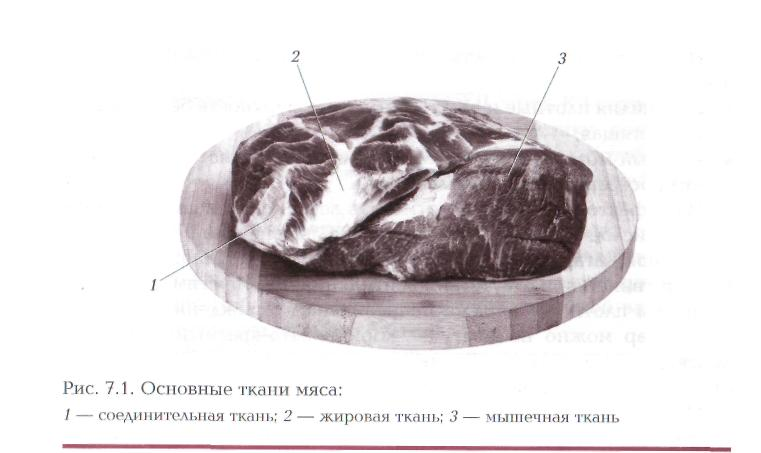 2
3
1
Рис. 7.1. Основные ткани мяса:
1 — соединительная ткань; 2 — жировая ткань; 3 — мышечная ткань